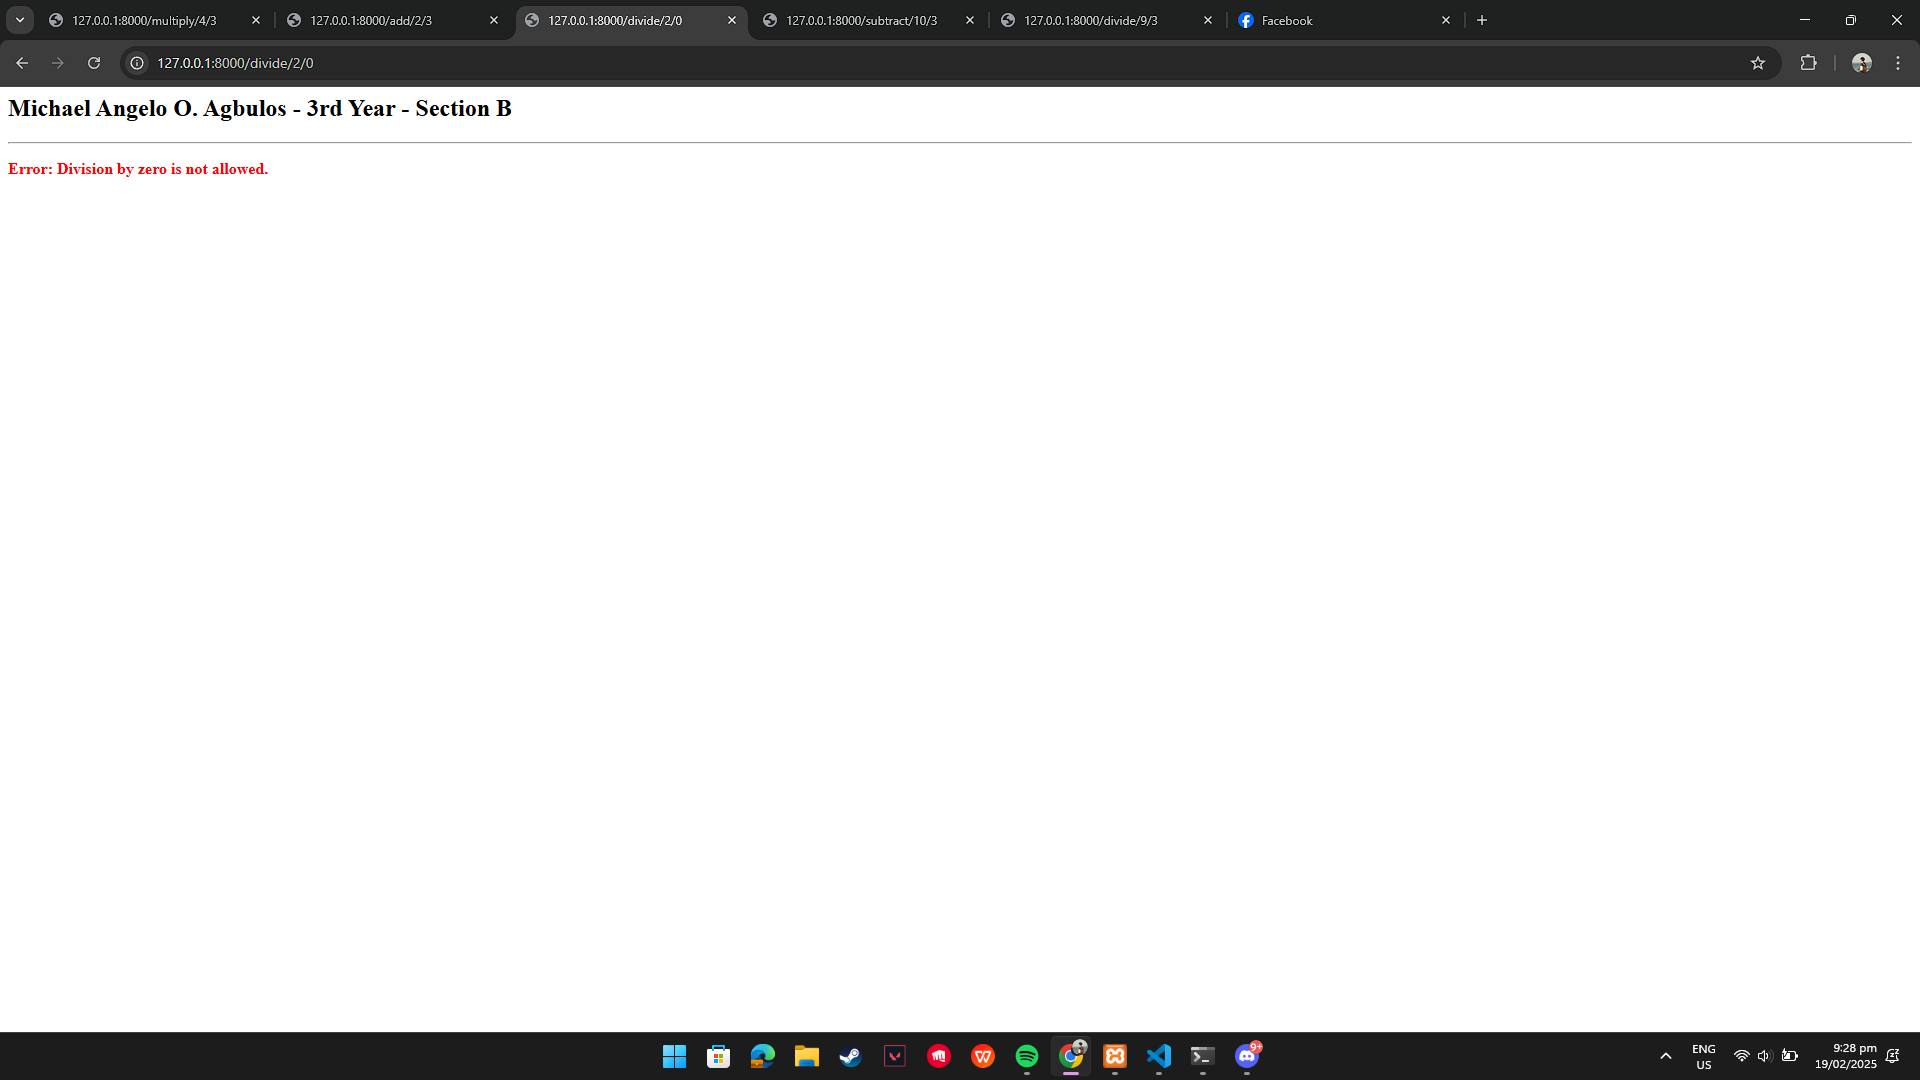 127.0.0.1:8000/multiply/4/3
127.0.0.1:8000/add/2/3
127.0.0.1:8000/divide/2/0
127.0.0.1:8000/subtract/10/3
127.0.0.1:8000/divide/9/3
Facebook
127.0.0.1:8000/divide/2/0
Michael Angelo O. Agbulos - 3rd Year - Section B
Error: Division by zero is not allowed.
9+
ENG
US
9:28 pm
19/02/2025